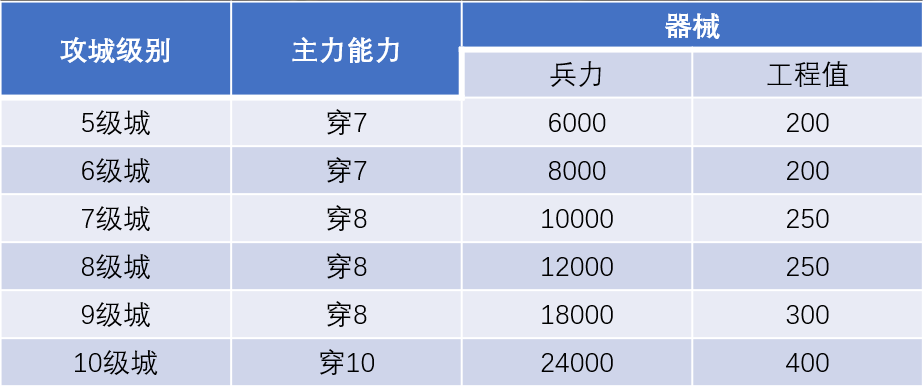 攻城级别 主力能力 器械
兵力 工程值
5级城 穿7 6000 200
6级城 穿7 8000 200
7级城 穿8 10000 250
8级城 穿8 12000 250
9级城 穿8 18000 300
10级城 穿10 24000 400